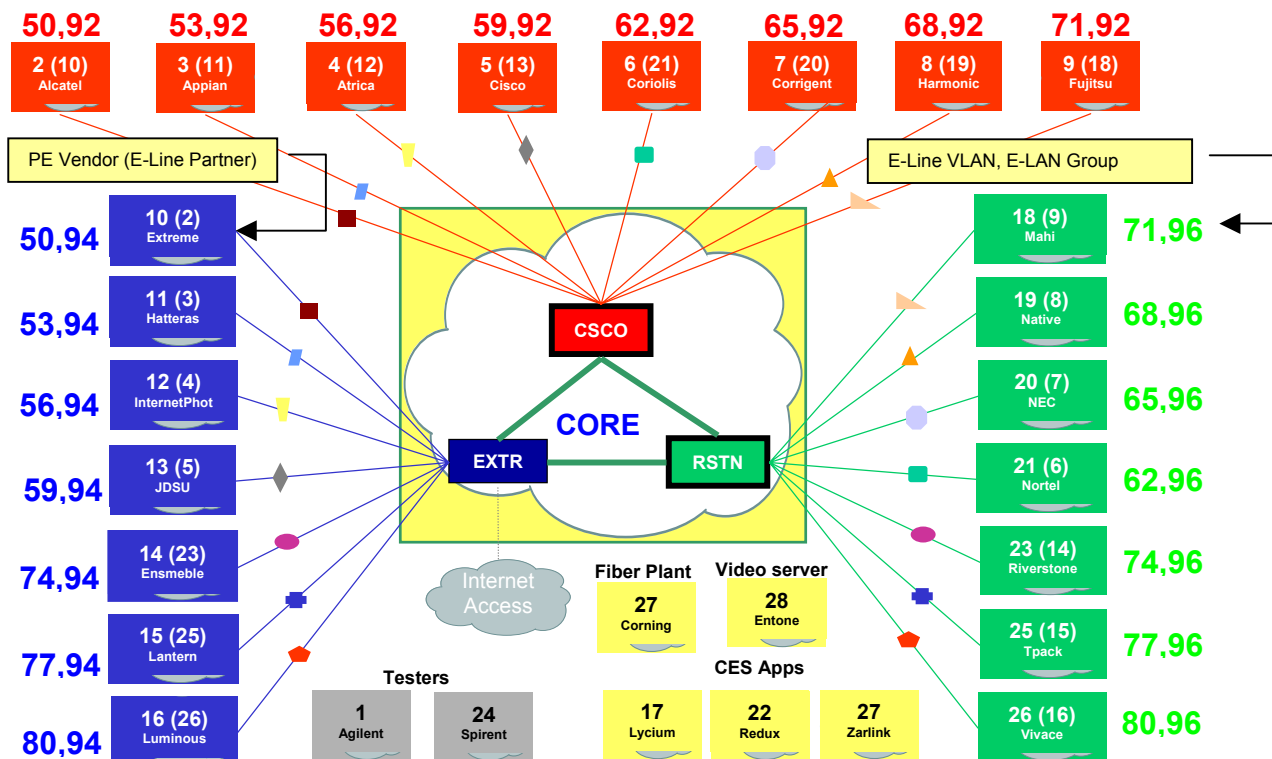 50,92 53,92 56,92 59,92 62,92 65,92 68,92 71,92
2 (10)
Alcatel
3 (11)
Appian
4 (12)
Atrica
5 (13)
Cisco
6 (21)
Coriolis
7 (20)
Corrigent
8 (19)
Harmonic
9 (18)
Fujitsu
PE Vendor (E-Line Partner)
E-Line VLAN, E-LAN Group
50,94
10 (2)
Extreme
53,94
11 (3)
Hatteras
56,94
12 (4)
InternetPhot
59,94
13 (5)
JDSU
74,94
14 (23)
Ensmeble
77,94
15 (25)
Lantern
80,94
16 (26)
Luminous
CSCO
CORE
EXTR
RSTN
Internet
Access
18 (9)
Mahi
71,96
19 (8)
Native
68,96
20 (7)
NEC
65,96
21 (6)
Nortel
62,96
23 (14)
Riverstone
74,96
25 (15)
Tpack
77,96
26 (16)
Vivace
80,96
Fiber Plant
27
Corning
Video server
28
Entone
Testers
1
Agilent
24
Spirent
CES Apps
17
Lycium
22
Redux
27
Zarlink